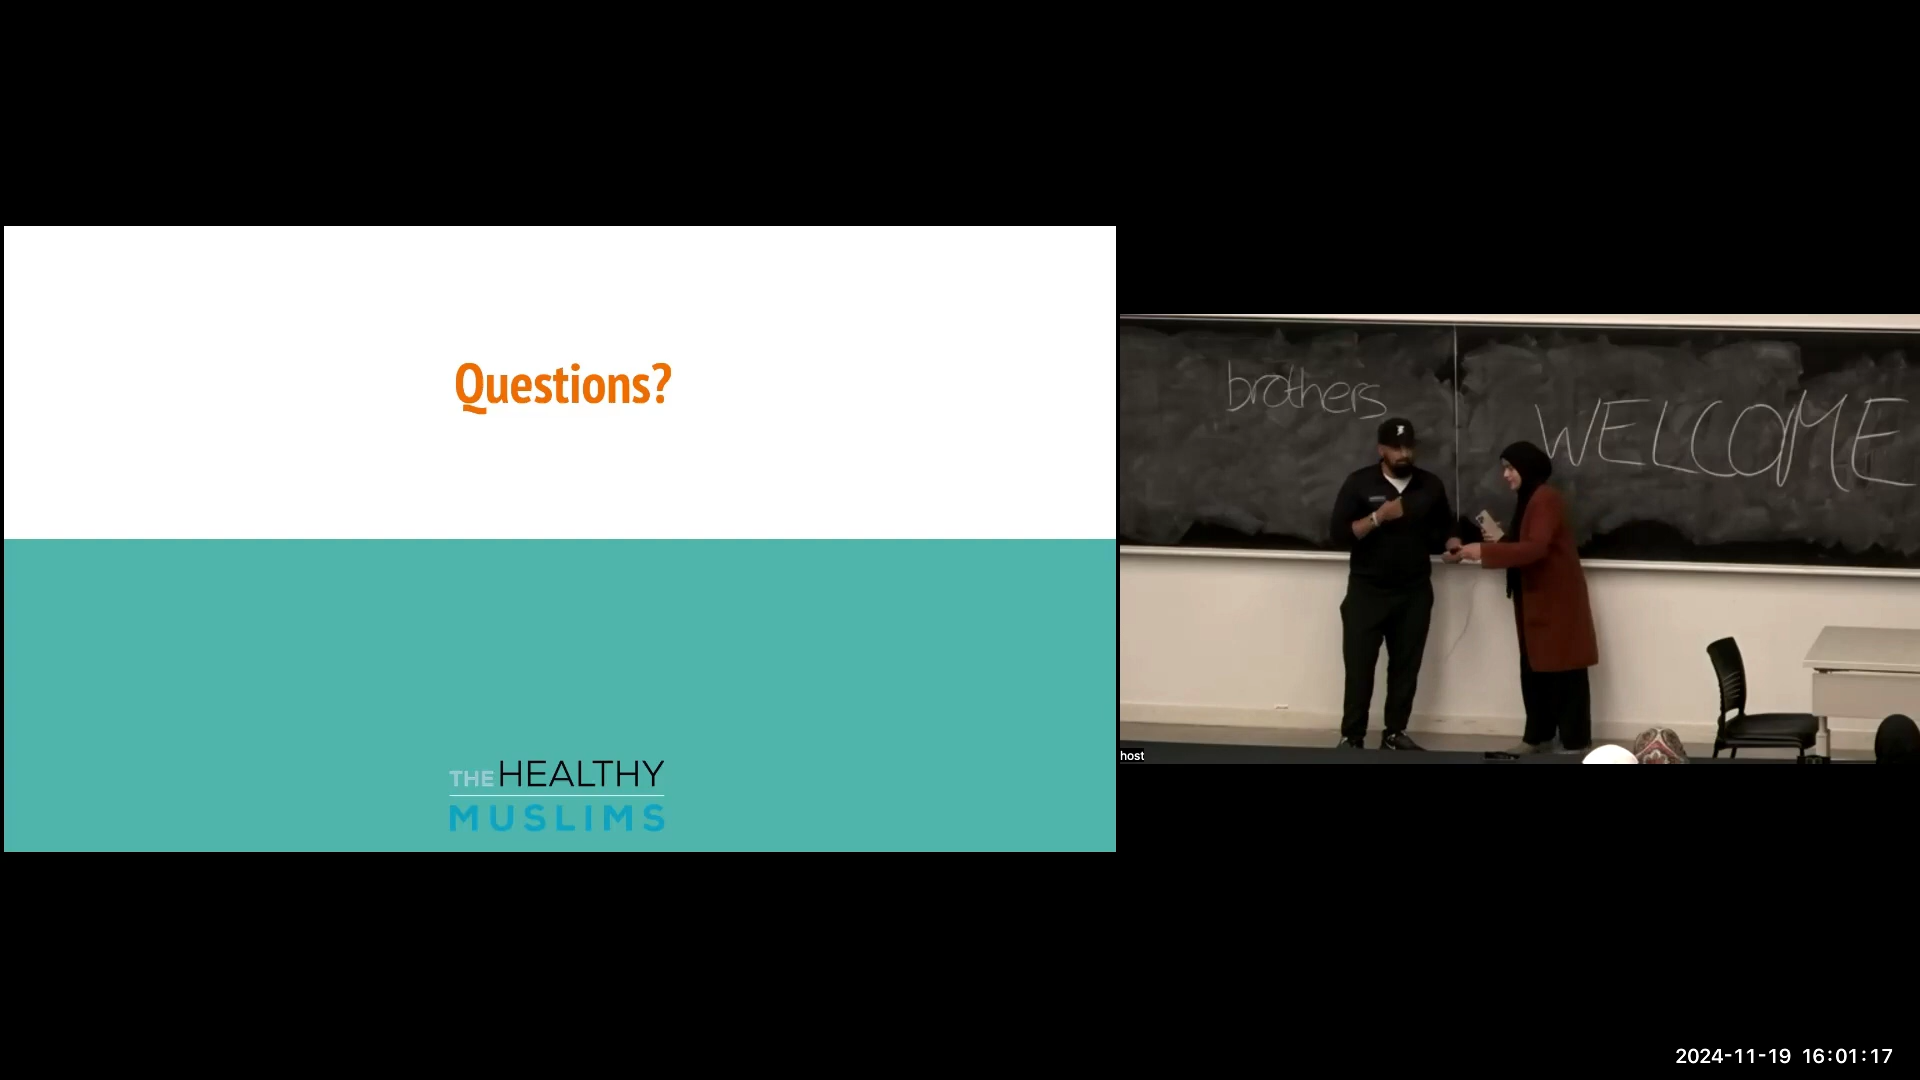 Questions?
THE HEALTHY
MUSLIMS
brothers
WELCOME
host
2024-11-19 16:01:17